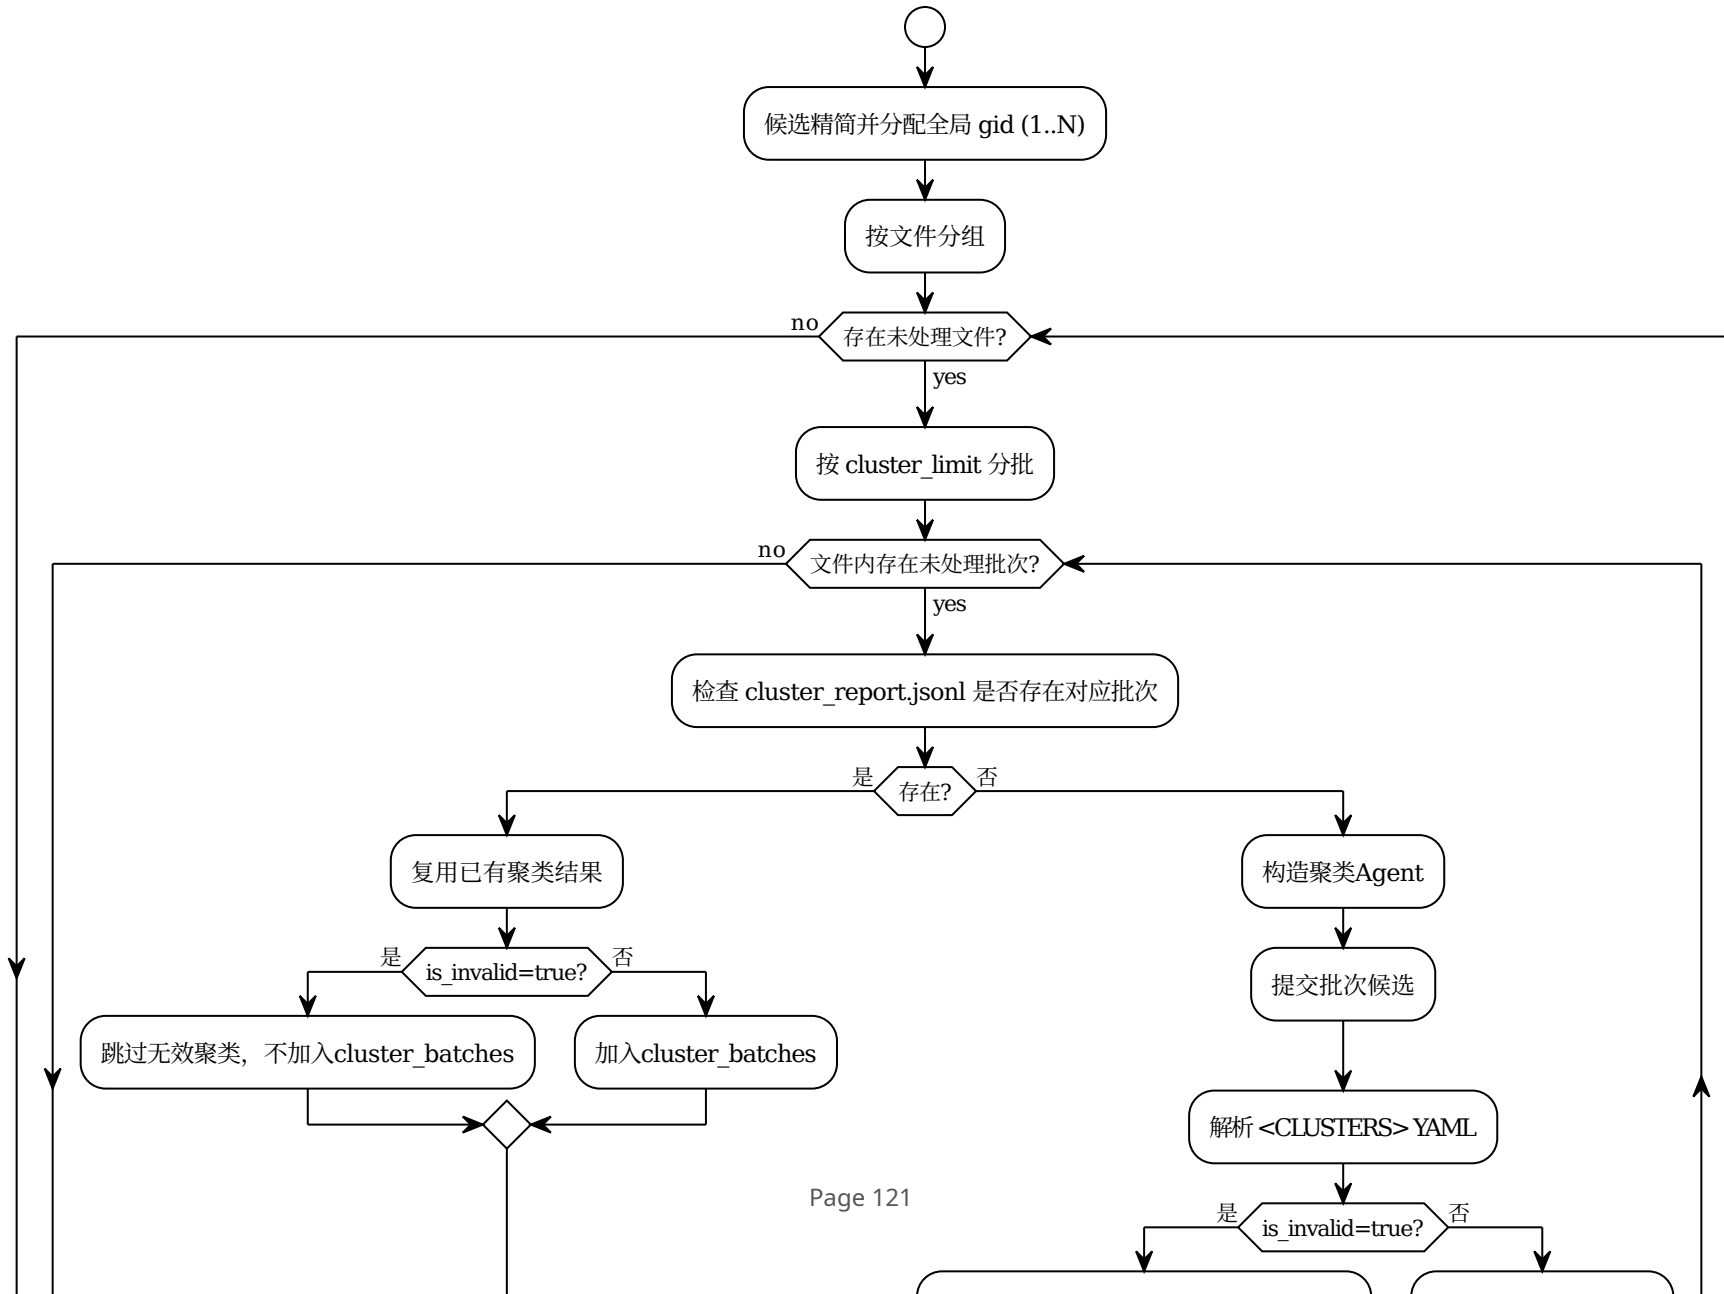 候选精简并分配全局 gid (1..N)
按文件分组
no
存在未处理文件?
yes
按 cluster_limit 分批
no
文件内存在未处理批次?
yes
检查 cluster_report.jsonl 是否存在对应批次
是
存在?
否
复用已有聚类结果
构造聚类Agent
是
is_invalid=true?
否
提交批次候选
跳过无效聚类，不加入cluster_batches
加入cluster_batches
解析 <CLUSTERS> YAML
Page 121
是
is_invalid=true?
否